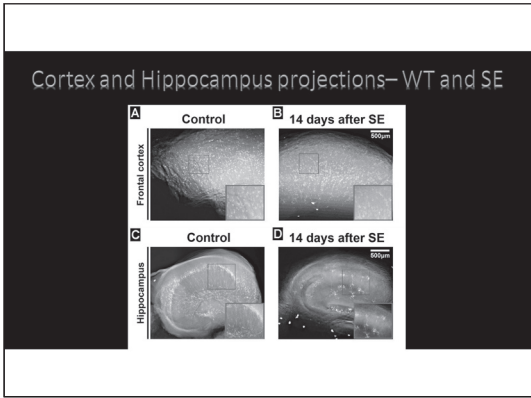 Cortex and Hippocampus projections– WT and SE
A
Control
B
14 days after SE
500µm
Frontal cortex
C
Control
D
14 days after SE
500µm
Hippocampus